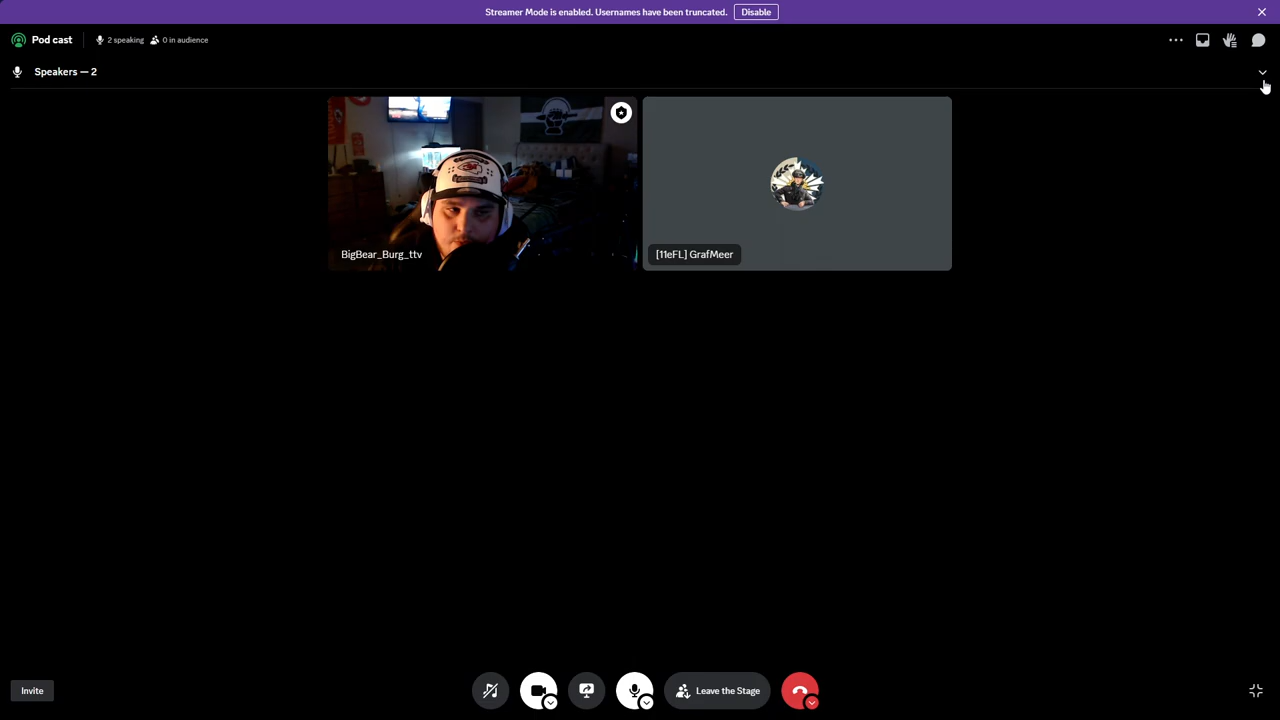 Streamer Mode is enabled. Usernames have been truncated. Disable
Pod cast 2 speaking 0 in audience
Speakers — 2
BigBear_Burg_ttv
[11eFL] GrafMeer
Invite
Leave the Stage